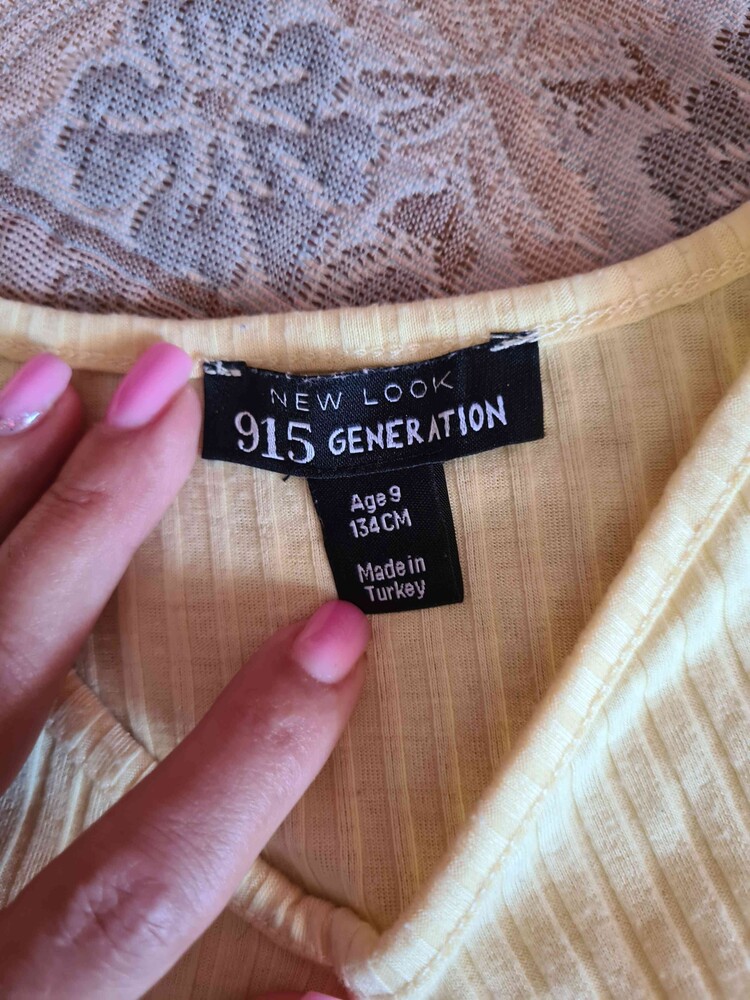 NEW LOOK
915 GENERATION
Age 9
134CM
Made in
Turkey